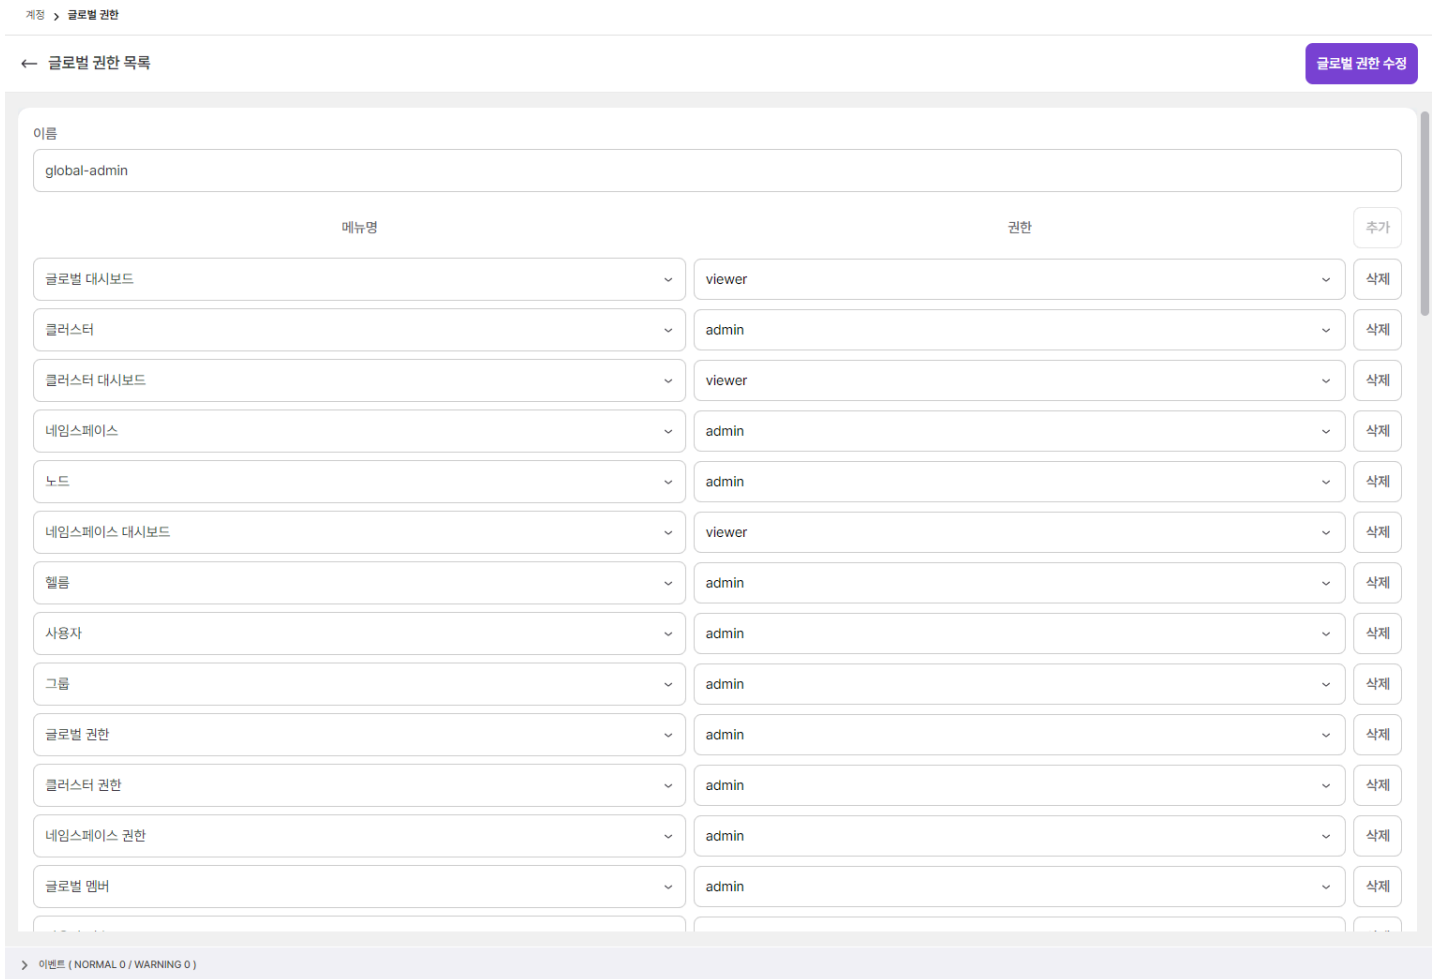 계정 > 글로벌 권한
← 글로벌 권한 목록
글로벌 권한 수정
이름
global-admin
메뉴명 권한 추가
글로벌 대시보드 viewer 삭제
클러스터 admin 삭제
클러스터 대시보드 viewer 삭제
네임스페이스 admin 삭제
노드 admin 삭제
네임스페이스 대시보드 viewer 삭제
헬름 admin 삭제
사용자 admin 삭제
그룹 admin 삭제
글로벌 권한 admin 삭제
클러스터 권한 admin 삭제
네임스페이스 권한 admin 삭제
글로벌 멤버 admin 삭제
> 이벤트 ( NORMAL 0 / WARNING 0 )